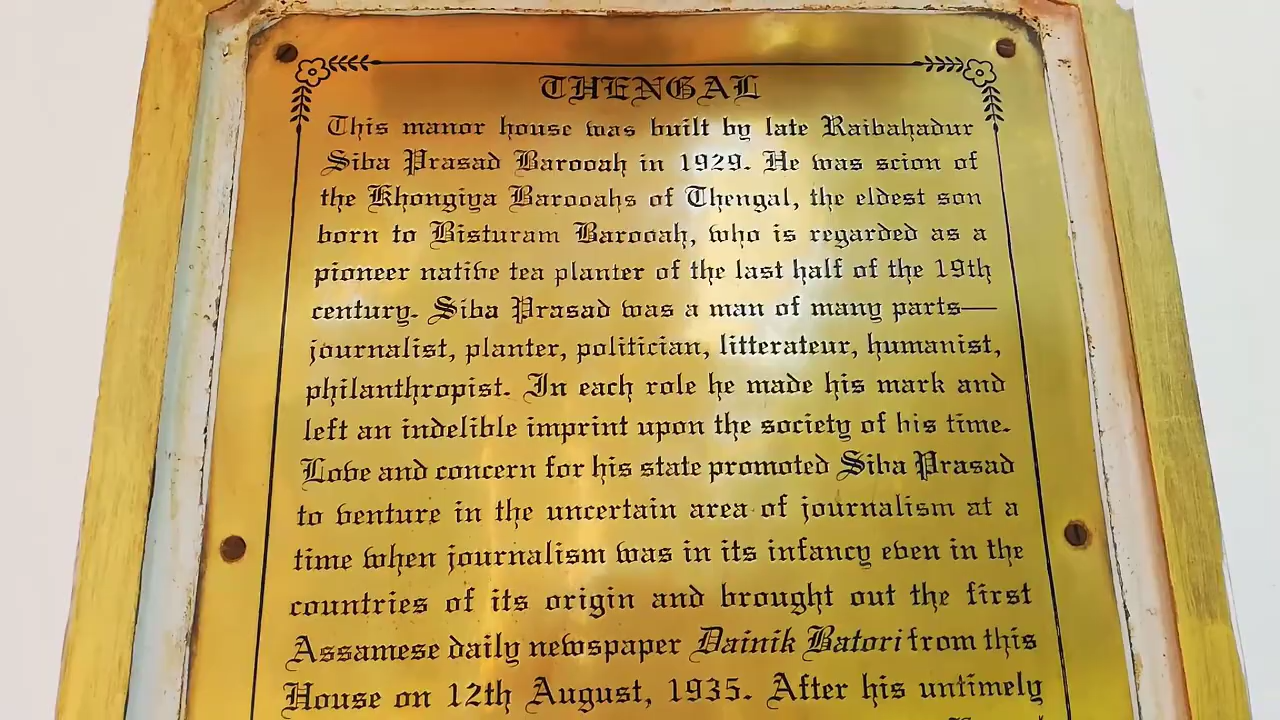 THENGAL
This manor house was built by late Raibahadur
Siba Prasad Barooah in 1929. He was scion of
the Khongiya Barooahs of Thengal, the eldest son
born to Bisturam Barooah, who is regarded as a
pioneer native tea planter of the last half of the 19th
century. Siba Prasad was a man of many parts—
journalist, planter, politician, litterateur, humanist,
philanthropist. In each role he made his mark and
left an indelible imprint upon the society of his time.
Love and concern for his state promoted Siba Prasad
to venture in the uncertain area of journalism at a
time when journalism was in its infancy even in the
countries of its origin and brought out the first
Assamese daily newspaper Dainik Batori from this
House on 12th August, 1935. After his untimely